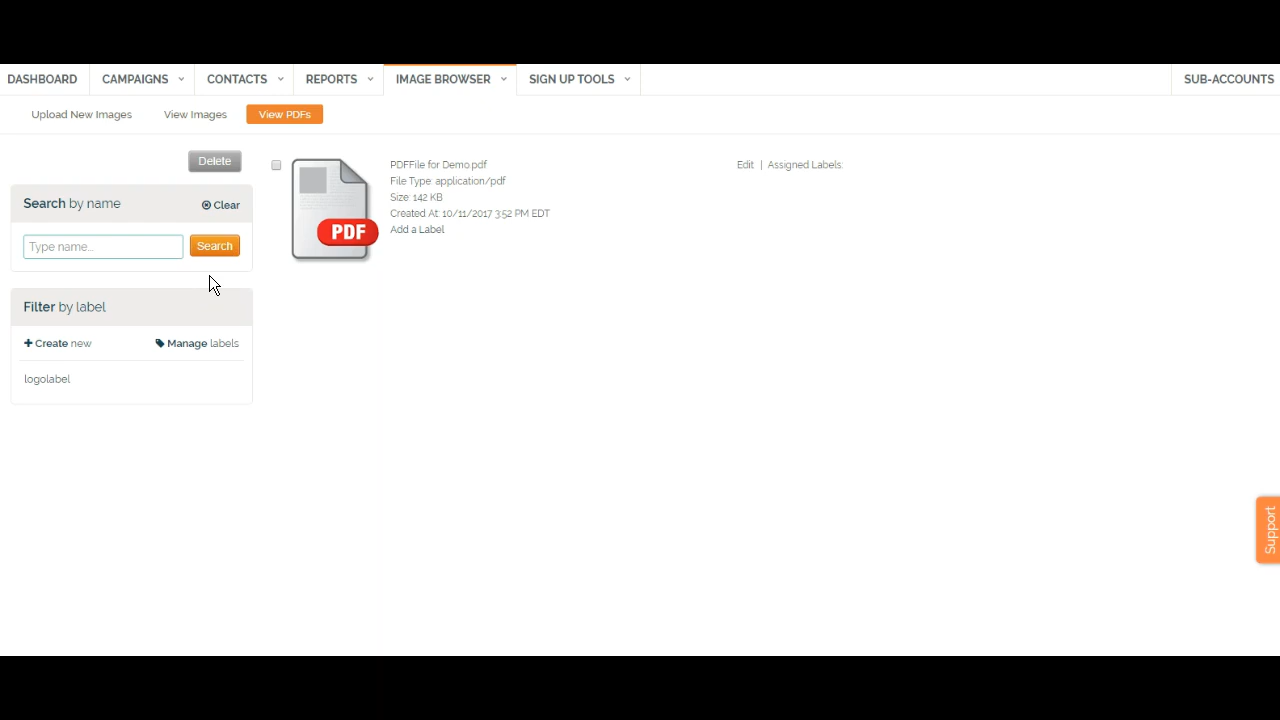 DASHBOARD CAMPAIGNS CONTACTS REPORTS IMAGE BROWSER SIGN UP TOOLS SUB-ACCOUNTS
Upload New Images View Images View PDFs
Delete
Search by name Clear
Type name... Search
Filter by label
Create new Manage labels
logolabel
PDF
PDFFile for Demo.pdf
File Type: application/pdf
Size: 142 KB
Created At: 10/11/2017 3:52 PM EDT
Add a Label
Edit | Assigned Labels:
Support